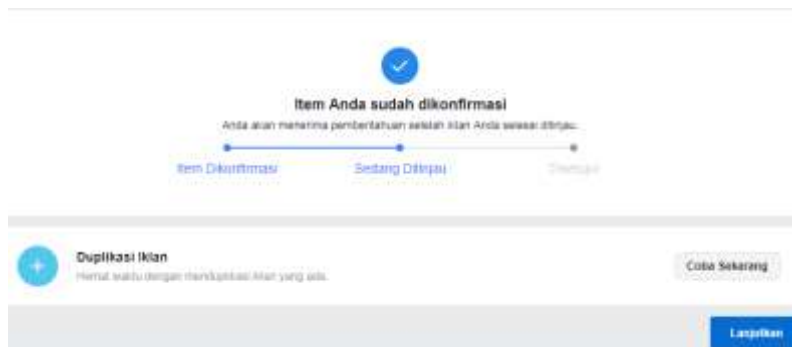 Item Anda sudah dikonfirmasi
Anda akan menerima pemberitahuan setelah iklan Anda selesai ditinjau.
Item Dikonfirmasi
Sedang Ditinjau
Disetujui
Duplikasi Iklan
Hemat waktu dengan menduplikasi iklan yang ada.
Coba Sekarang
Lanjutkan